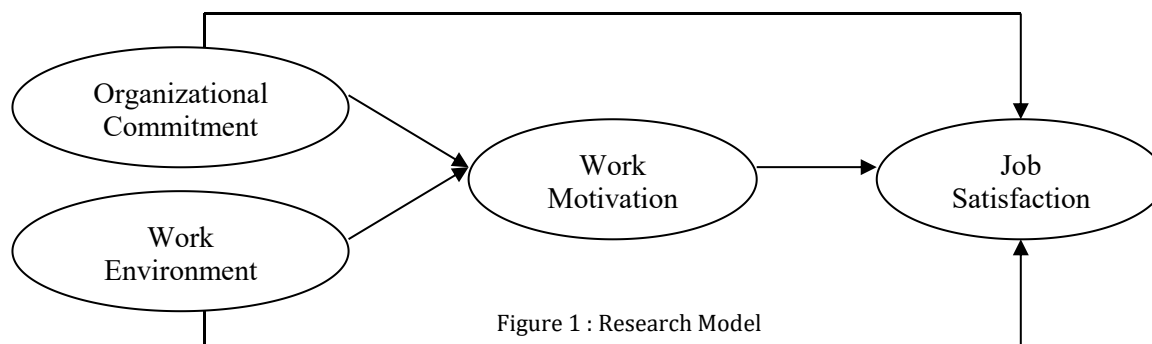 Organizational
Commitment
Work
Motivation
Job
Satisfaction
Work
Environment
Figure 1 : Research Model